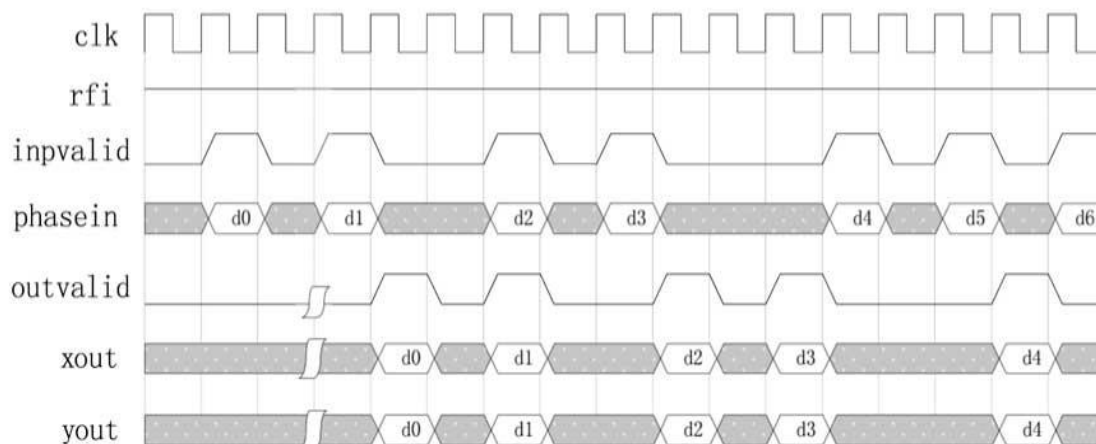 clk
rfi
inpvalid
phasein d0 d1 d2 d3 d4 d5 d6
outvalid
xout d0 d1 d2 d3 d4
yout d0 d1 d2 d3 d4